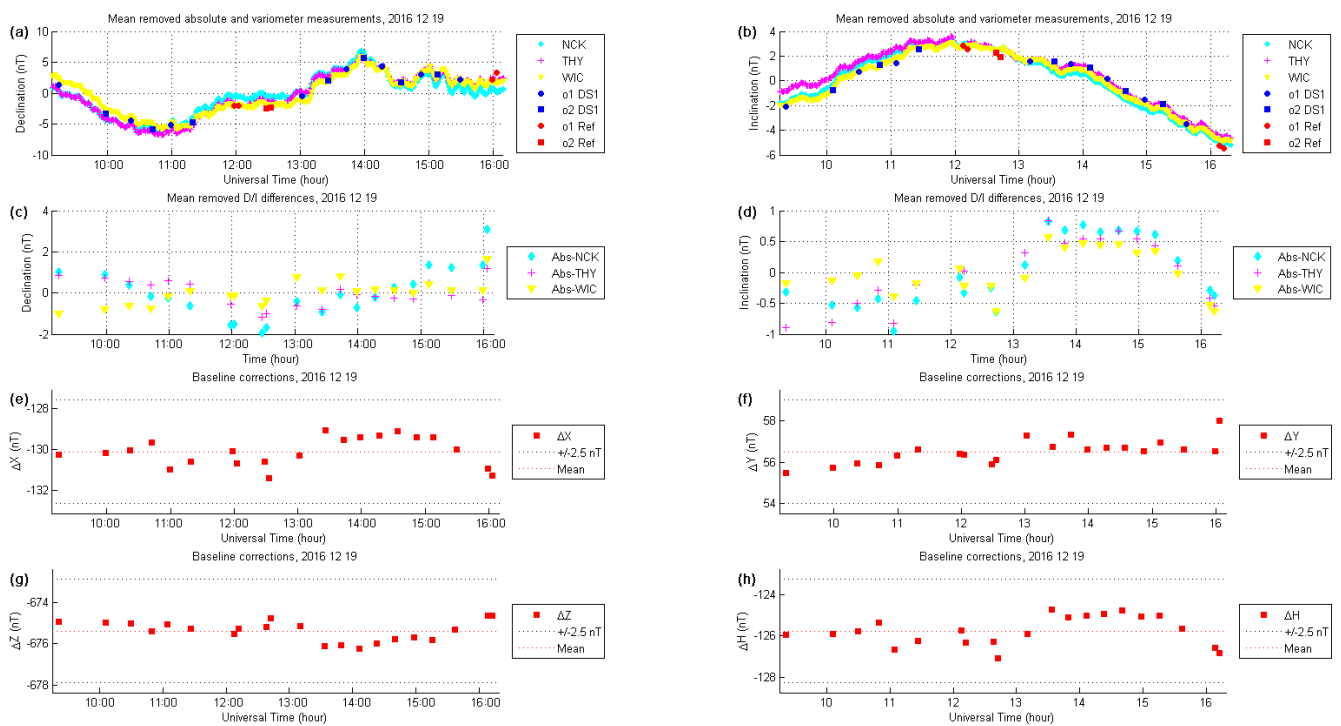 Mean removed absolute and variometer measurements, 2016 12 19
(a)
Declination (nT)
10
5
0
-5
-10
10:00 11:00 12:00 13:00 14:00 15:00 16:00
Universal Time (hour)
NCK
THY
WIC
o1 DS1
o2 DS1
o1 Ref
o2 Ref
Mean removed absolute and variometer measurements, 2016 12 19
(b)
Inclination (nT)
4
2
0
-2
-4
-6
10 11 12 13 14 15 16
Universal Time (hour)
NCK
THY
WIC
o1 DS1
o2 DS1
o1 Ref
o2 Ref
Mean removed D/I differences, 2016 12 19
(c)
Declination (nT)
4
2
0
-2
10:00 11:00 12:00 13:00 14:00 15:00 16:00
Time (hour)
Abs-NCK
Abs-THY
Abs-WIC
Mean removed D/I differences, 2016 12 19
(d)
Inclination (nT)
1
0.5
0
-0.5
-1
10 11 12 13 14 15 16
Time (hour)
Abs-NCK
Abs-THY
Abs-WIC
Baseline corrections, 2016 12 19
(e)
ΔX (nT)
-128
-130
-132
10:00 11:00 12:00 13:00 14:00 15:00 16:00
Universal Time (hour)
ΔX
+/-2.5 nT
Mean
Baseline corrections, 2016 12 19
(f)
ΔY (nT)
58
56
54
10 11 12 13 14 15 16
Universal Time (hour)
ΔY
+/-2.5 nT
Mean
Baseline corrections, 2016 12 19
(g)
ΔZ (nT)
-674
-676
-678
10:00 11:00 12:00 13:00 14:00 15:00 16:00
Universal Time (hour)
ΔZ
+/-2.5 nT
Mean
Baseline corrections, 2016 12 19
(h)
ΔH (nT)
-124
-126
-128
10 11 12 13 14 15 16
Universal Time (hour)
ΔH
+/-2.5 nT
Mean